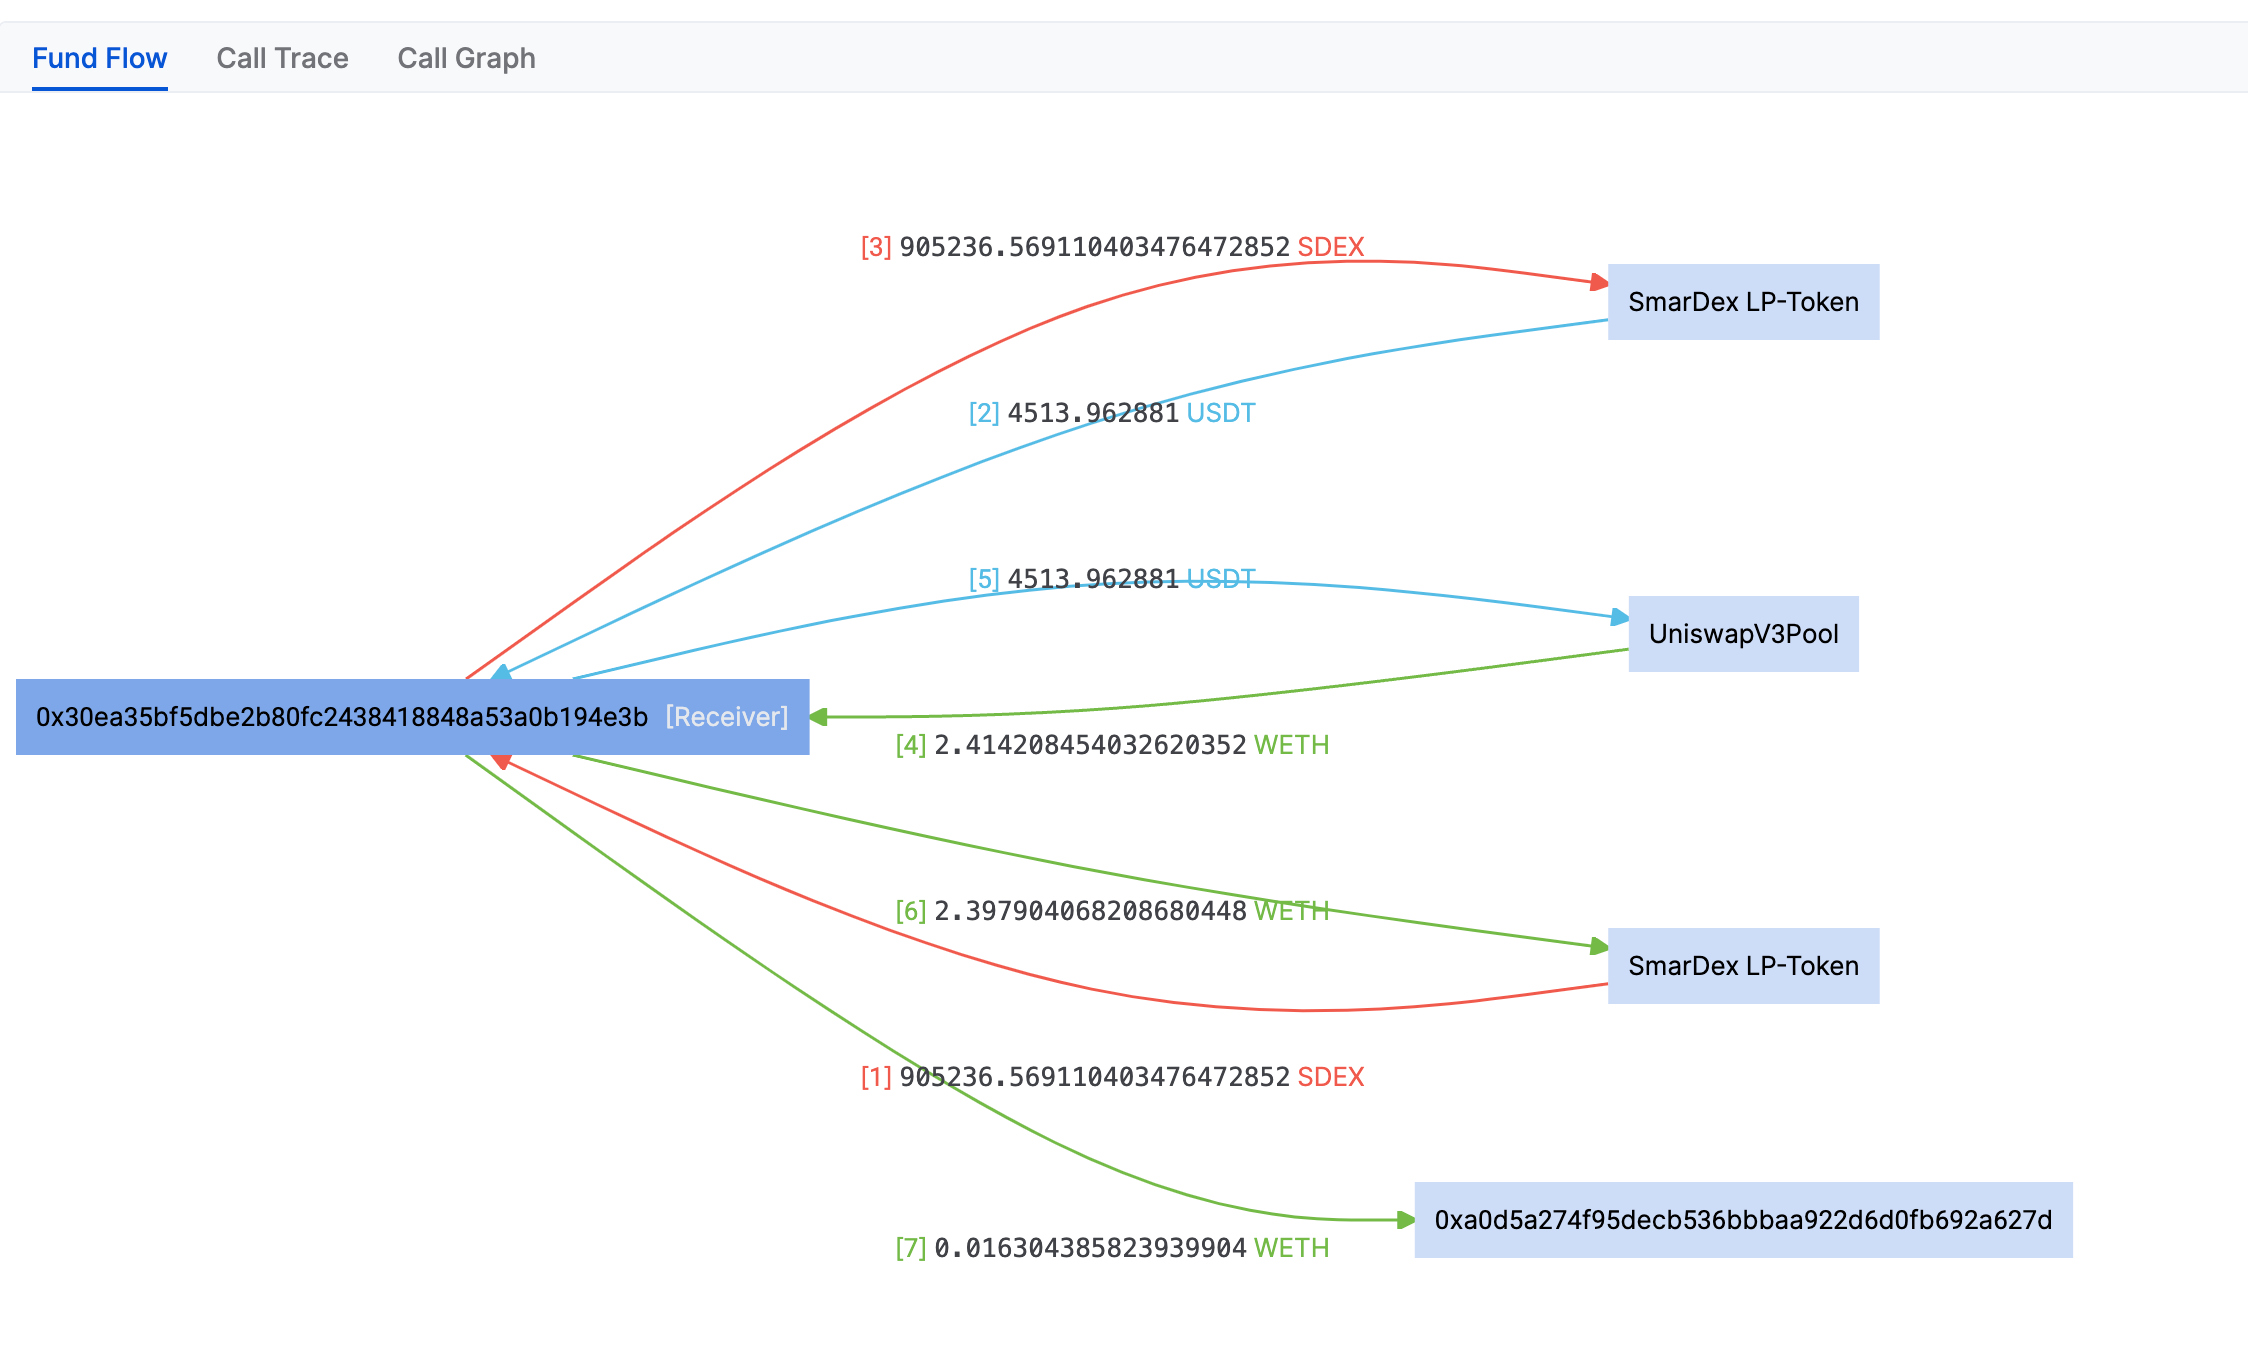 Fund Flow Call Trace Call Graph
[3] 905236.569110403476472852 SDEX
SmarDex LP-Token
[2] 4513.962881 USDT
[5] 4513.962881 USDT
UniswapV3Pool
0x30ea35bf5dbe2b80fc2438418848a53a0b194e3b [Receiver]
[4] 2.414208454032620352 WETH
[6] 2.397904068208680448 WETH
SmarDex LP-Token
[1] 905236.569110403476472852 SDEX
0xa0d5a274f95decb536bbbaa922d6d0fb692a627d
[7] 0.016304385823939904 WETH